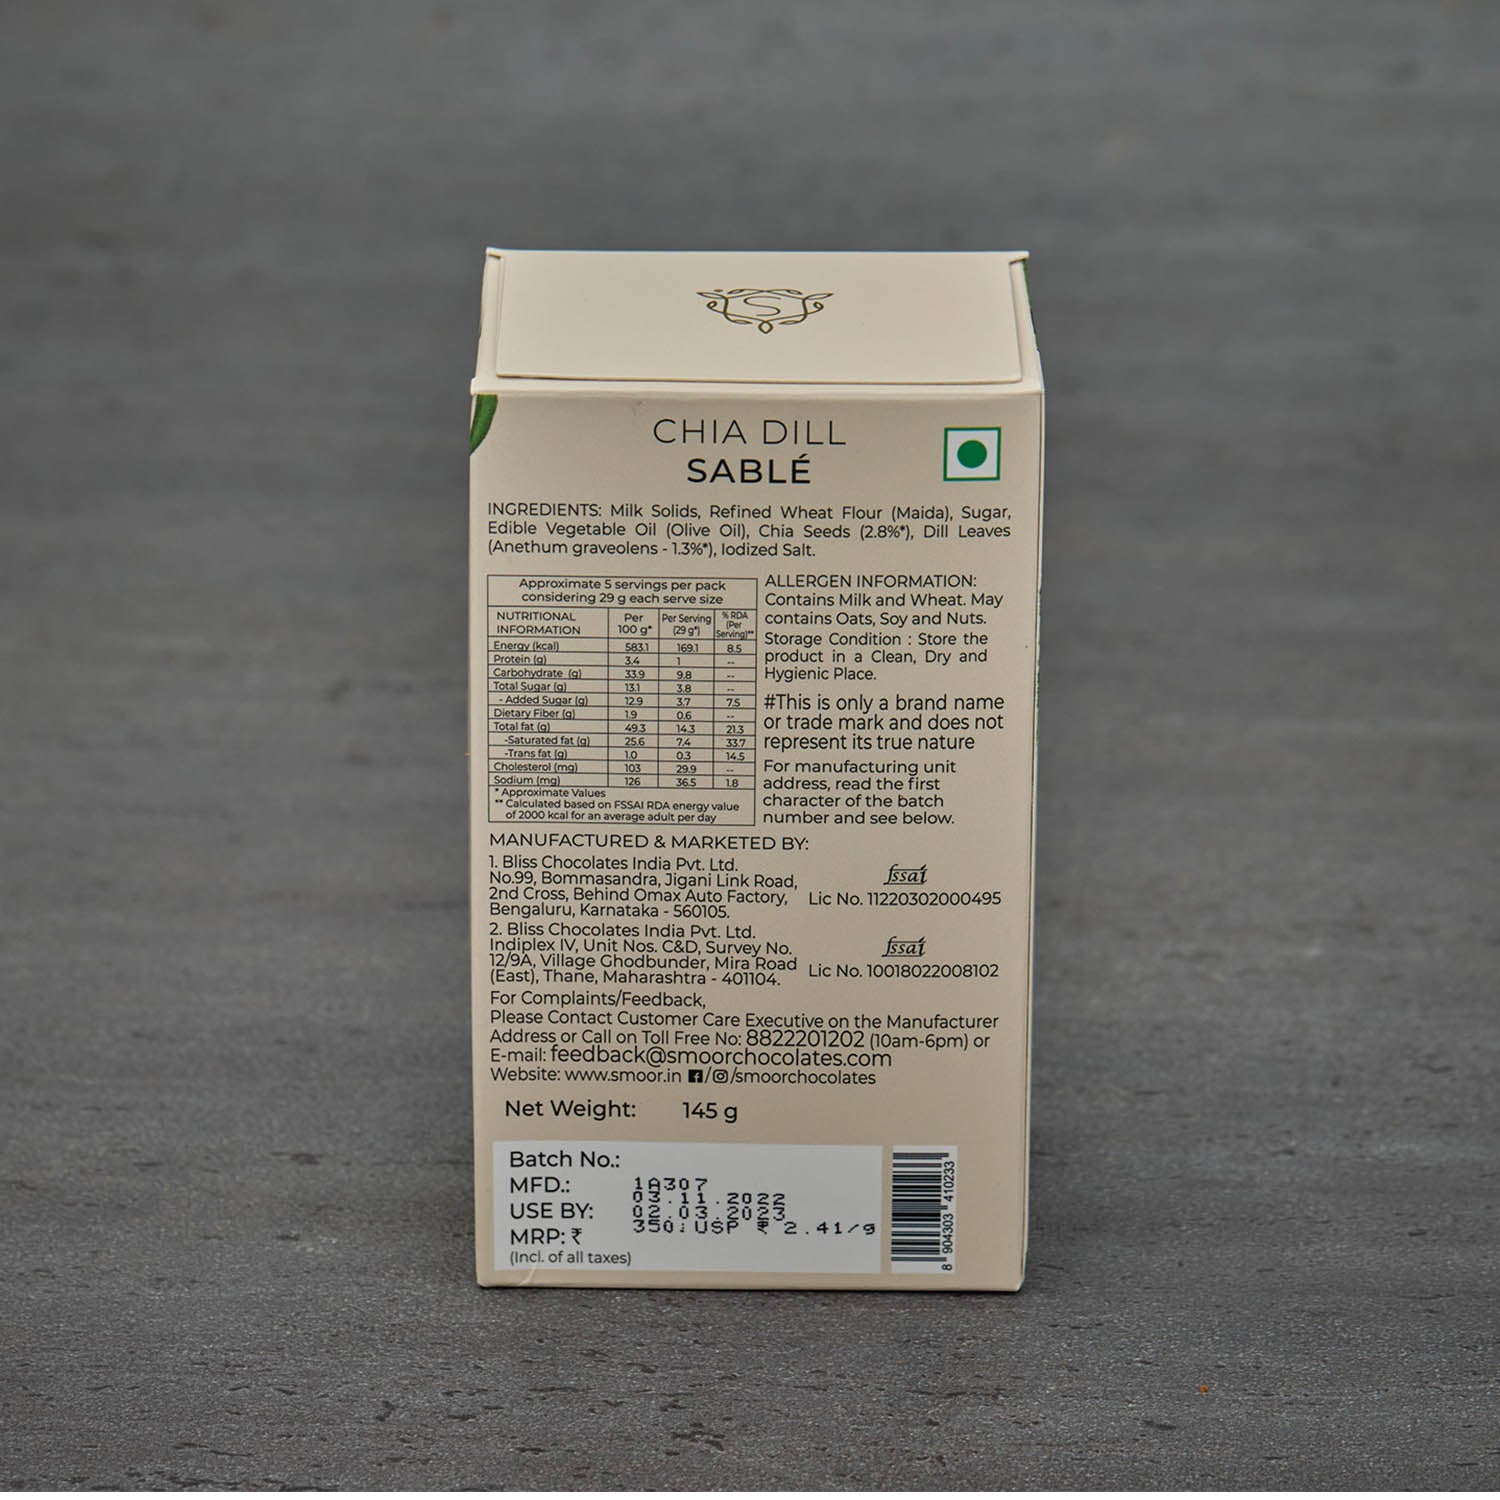 S
CHIA DILL
SABLÉ
INGREDIENTS: Milk Solids, Refined Wheat Flour (Maida), Sugar,
Edible Vegetable Oil (Olive Oil), Chia Seeds (2.8%*), Dill Leaves
(Anethum graveolens - 1.3%*), Iodized Salt.
Approximate 5 servings per pack
considering 29 g each serve size
NUTRITIONAL INFORMATION Per 100 g* Per Serving (29 g*) % RDA (Per Serving)**
Energy (kcal) 583.1 169.1 8.5
Protein (g) 3.4 1 --
Carbohydrate (g) 33.9 9.8 --
Total Sugar (g) 13.1 3.8 --
- Added Sugar (g) 12.9 3.7 7.5
Dietary Fiber (g) 1.9 0.6 --
Total fat (g) 49.3 14.3 21.3
-Saturated fat (g) 25.6 7.4 33.7
-Trans fat (g) 1.0 0.3 14.5
Cholesterol (mg) 103 29.9 --
Sodium (mg) 126 36.5 1.8
* Approximate Values
** Calculated based on FSSAI RDA energy value
of 2000 kcal for an average adult per day
ALLERGEN INFORMATION:
Contains Milk and Wheat. May
contains Oats, Soy and Nuts.
Storage Condition : Store the
product in a Clean, Dry and
Hygienic Place.
#This is only a brand name
or trade mark and does not
represent its true nature
For manufacturing unit
address, read the first
character of the batch
number and see below.
MANUFACTURED & MARKETED BY:
1. Bliss Chocolates India Pvt. Ltd.
No.99, Bommasandra, Jigani Link Road,
2nd Cross, Behind Omax Auto Factory,
Bengaluru, Karnataka - 560105.
fssai
Lic No. 11220302000495
2. Bliss Chocolates India Pvt. Ltd.
Indiplex IV, Unit Nos. C&D, Survey No.
12/9A, Village Ghodbunder, Mira Road
(East), Thane, Maharashtra - 401104.
fssai
Lic No. 10018022008102
For Complaints/Feedback,
Please Contact Customer Care Executive on the Manufacturer
Address or Call on Toll Free No: 8822201202 (10am-6pm) or
E-mail: feedback@smoorchocolates.com
Website: www.smoor.in /smoorchocolates
Net Weight: 145 g
Batch No.: 1A307
MFD.: 03.11.2022
USE BY: 02.03.2023
MRP: ₹ 350; USP ₹ 2.41/g
(Incl. of all taxes)
8 904303 410233